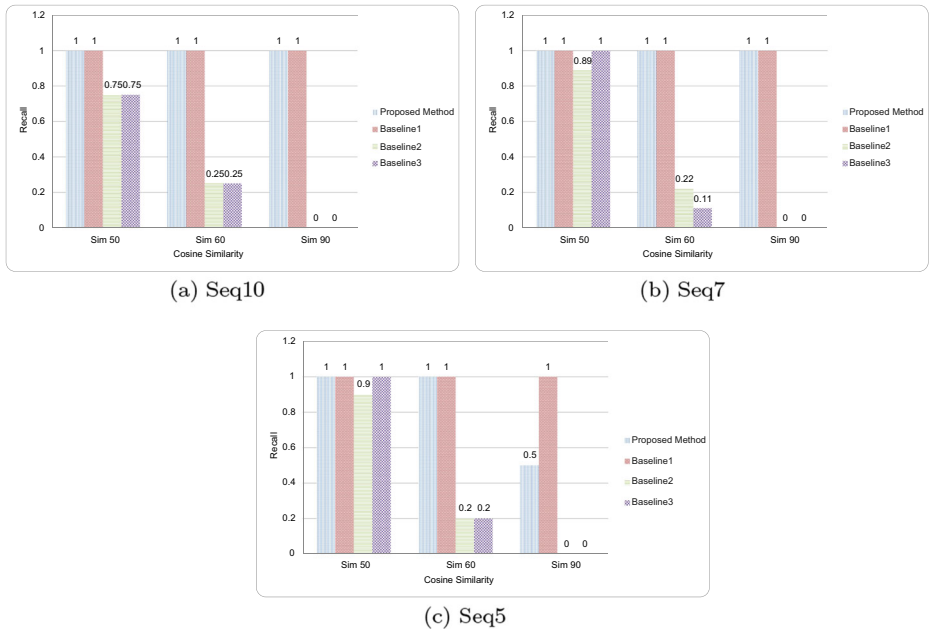 1.2
1
0.8
0.6
0.4
0.2
0
Recall
1 1 0.75 0.75
1 1 0.25 0.25
1 1 0 0
Sim 50 Sim 60 Sim 90
Cosine Similarity
Proposed Method
Baseline1
Baseline2
Baseline3
(a) Seq10
1.2
1
0.8
0.6
0.4
0.2
0
Recall
1 1 0.89 1
1 1 0.22 0.11
1 1 0 0
Sim 50 Sim 60 Sim 90
Cosine Similarity
Proposed Method
Baseline1
Baseline2
Baseline3
(b) Seq7
1.2
1
0.8
0.6
0.4
0.2
0
Recall
1 1 0.9 1
1 1 0.2 0.2
0.5 1 0 0
Sim 50 Sim 60 Sim 90
Cosine Similarity
Proposed Method
Baseline1
Baseline2
Baseline3
(c) Seq5